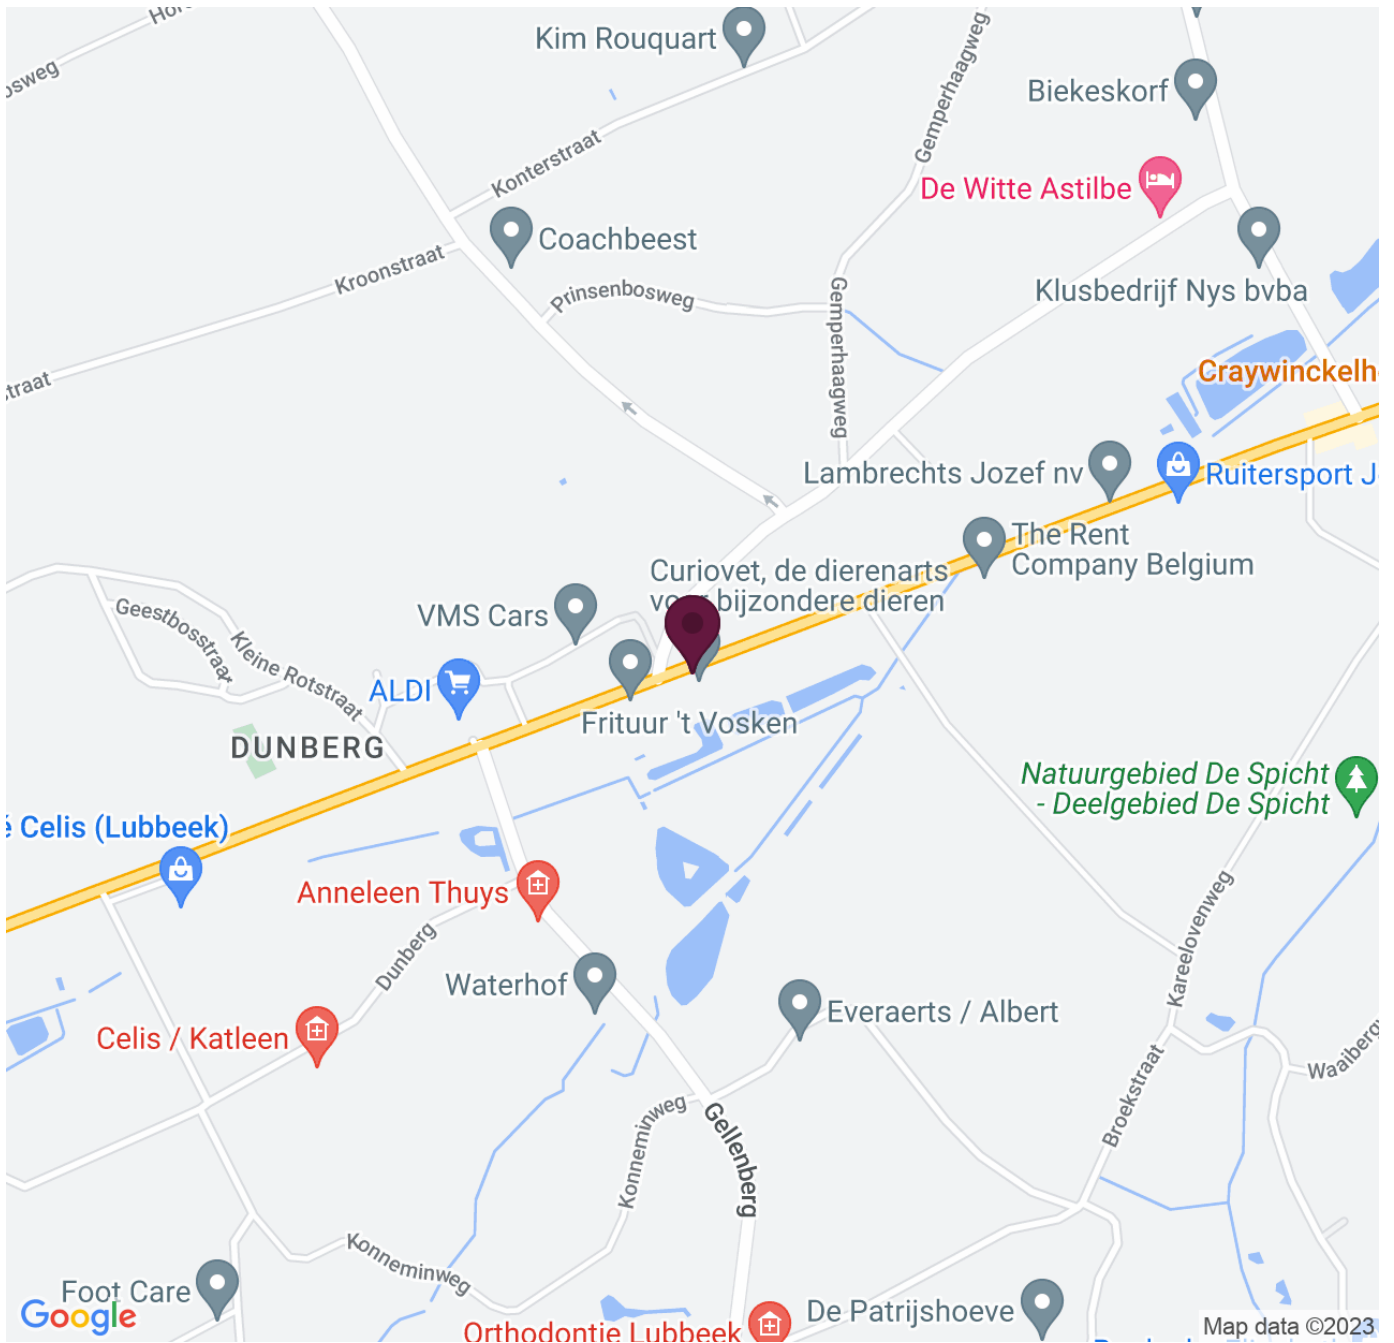 Kim Rouquart
Gemperhaagweg
Biekeskorf
Konterstraat
De Witte Astilbe
Coachbeest
Kroonstraat
Prinsenbosweg
Gemperhaagweg
Klusbedrijf Nys bvba
Lambrechts Jozef nv
Ruitersport
The Rent
Company Belgium
Curiovet, de dierenarts
bijzondere dieren
VMS Cars
Geestbosstraat
Kleine Rotstraat
ALDI
Frituur 't Vosken
DUNBERG
Natuurgebied De Spicht
- Deelgebied De Spicht
Celis (Lubbeek)
Anneleen Thuys
Dunberg
Kareelovenweg
Waterhof
Everaerts / Albert
Celis / Katleen
Waaiberg
Broekstraat
Konneminweg
Gellenberg
Konneminweg
Foot Care
Google
De Patrijshoeve
Orthodontie Lubbeek
Map data ©2023